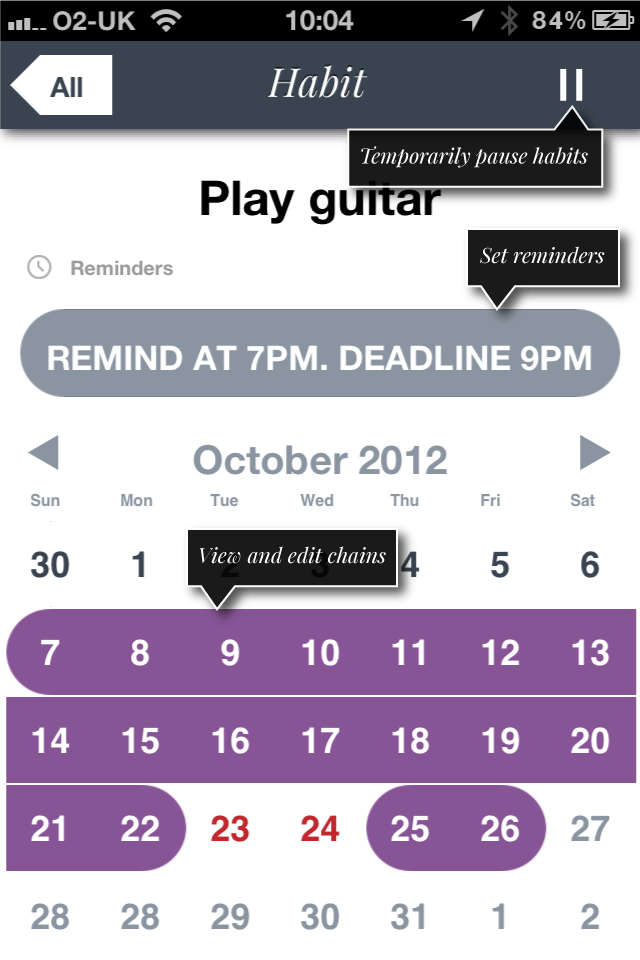 O2-UK 10:04 84%
All Habit
Temporarily pause habits
Play guitar
Set reminders
Reminders
REMIND AT 7PM. DEADLINE 9PM
October 2012
Sun Mon Tue Wed Thu Fri Sat
View and edit chains
30 1 2 3 4 5 6
7 8 9 10 11 12 13
14 15 16 17 18 19 20
21 22 23 24 25 26 27
28 28 29 30 31 1 2